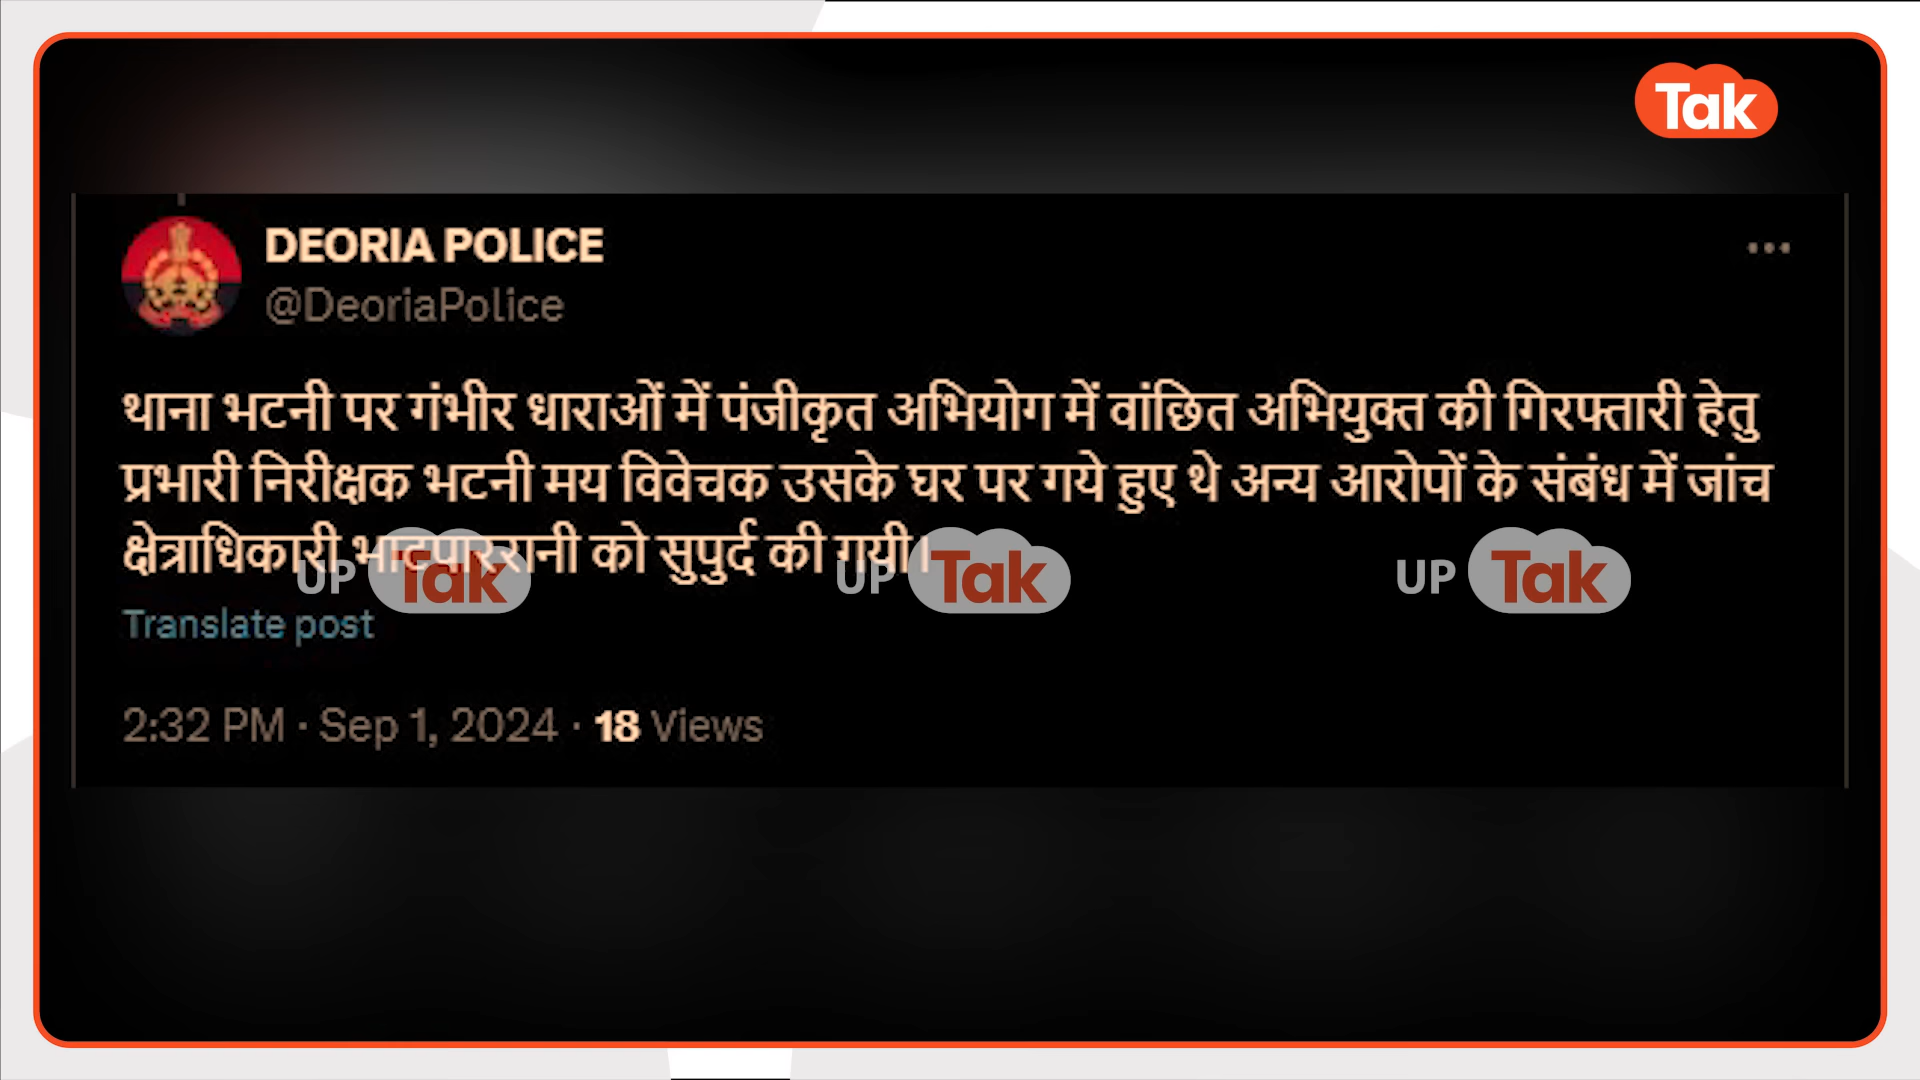 Tak
DEORIA POLICE
@DeoriaPolice
थाना भटनी पर गंभीर धाराओं में पंजीकृत अभियोग में वांछित अभियुक्त की गिरफ्तारी हेतु
प्रभारी निरीक्षक भटनी मय विवेचक उसके घर पर गये हुए थे अन्य आरोपों के संबंध में जांच
क्षेत्राधिकारी भाटपाररानी को सुपुर्द की गयी।
UP Tak UP Tak UP Tak
Translate post
2:32 PM · Sep 1, 2024 · 18 Views